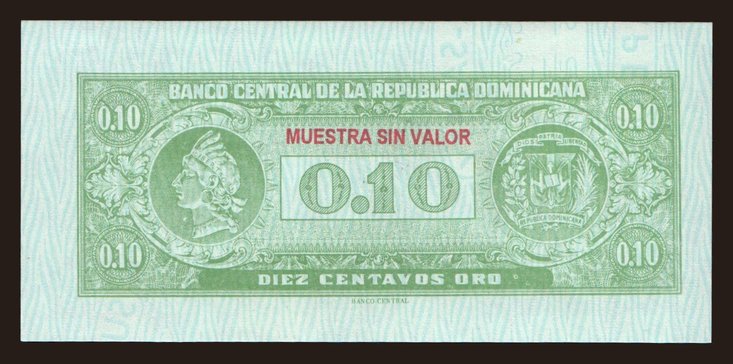 BANCO CENTRAL DE LA REPUBLICA DOMINICANA
0.10
0.10
MUESTRA SIN VALOR
0.10
DIOS PATRIA LIBERTAD
REPUBLICA DOMINICANA
0.10
0.10
DIEZ CENTAVOS ORO
BANCO CENTRAL